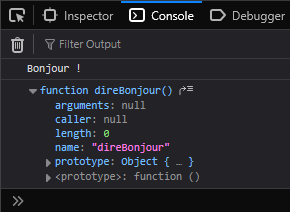 Inspector Console Debugger
Filter Output
Bonjour !
function direBonjour()
arguments: null
caller: null
length: 0
name: "direBonjour"
prototype: Object { … }
<prototype>: function ()
»